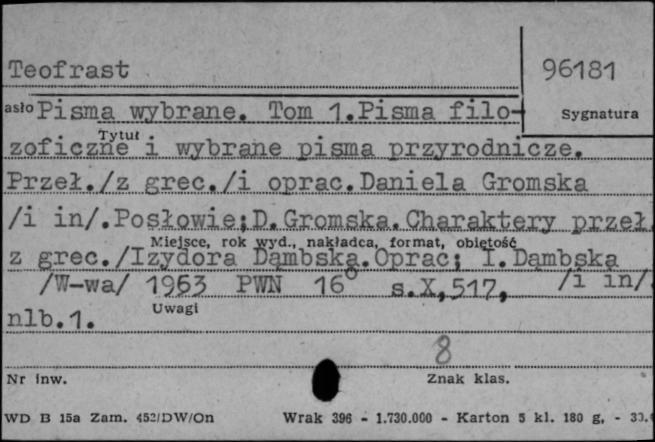 Teofrast
96181
asło Pisma wybrane. Tom 1.Pisma filo-
Sygnatura
Tytuł
zoficzne i wybrane pisma przyrodnicze.
Przeł./z grec./i oprac.Daniela Gromska
/i in/.Posłowie:D.Gromska.Charaktery przeł.
Miejsce, rok wyd., nakładca, format, objętość
z grec./Izydora Dąmbska.Oprac: I.Dąmbska
/W-wa/ 1963 PWN 16° s.X,517, /i in/.
Uwagi
nlb.1.
8
Nr inw. Znak klas.
WD B 15a Zam. 452/DW/On Wrak 396 - 1.730.000 - Karton 5 kl. 180 g, -